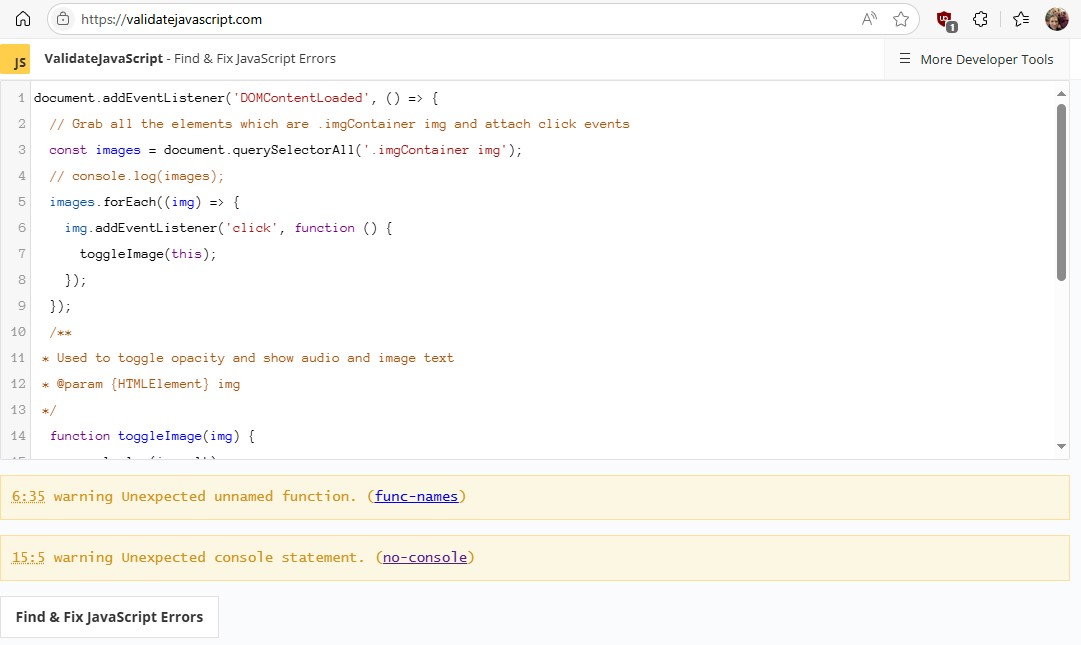 https://validatejavascript.com
1
JS ValidateJavaScript - Find & Fix JavaScript Errors
☰ More Developer Tools
1 document.addEventListener('DOMContentLoaded', () => {
2 // Grab all the elements which are .imgContainer img and attach click events
3 const images = document.querySelectorAll('.imgContainer img');
4 // console.log(images);
5 images.forEach((img) => {
6 img.addEventListener('click', function () {
7 toggleImage(this);
8 });
9 });
10 /**
11 * Used to toggle opacity and show audio and image text
12 * @param {HTMLElement} img
13 */
14 function toggleImage(img) {
6:35 warning Unexpected unnamed function. (func-names)
15:5 warning Unexpected console statement. (no-console)
Find & Fix JavaScript Errors